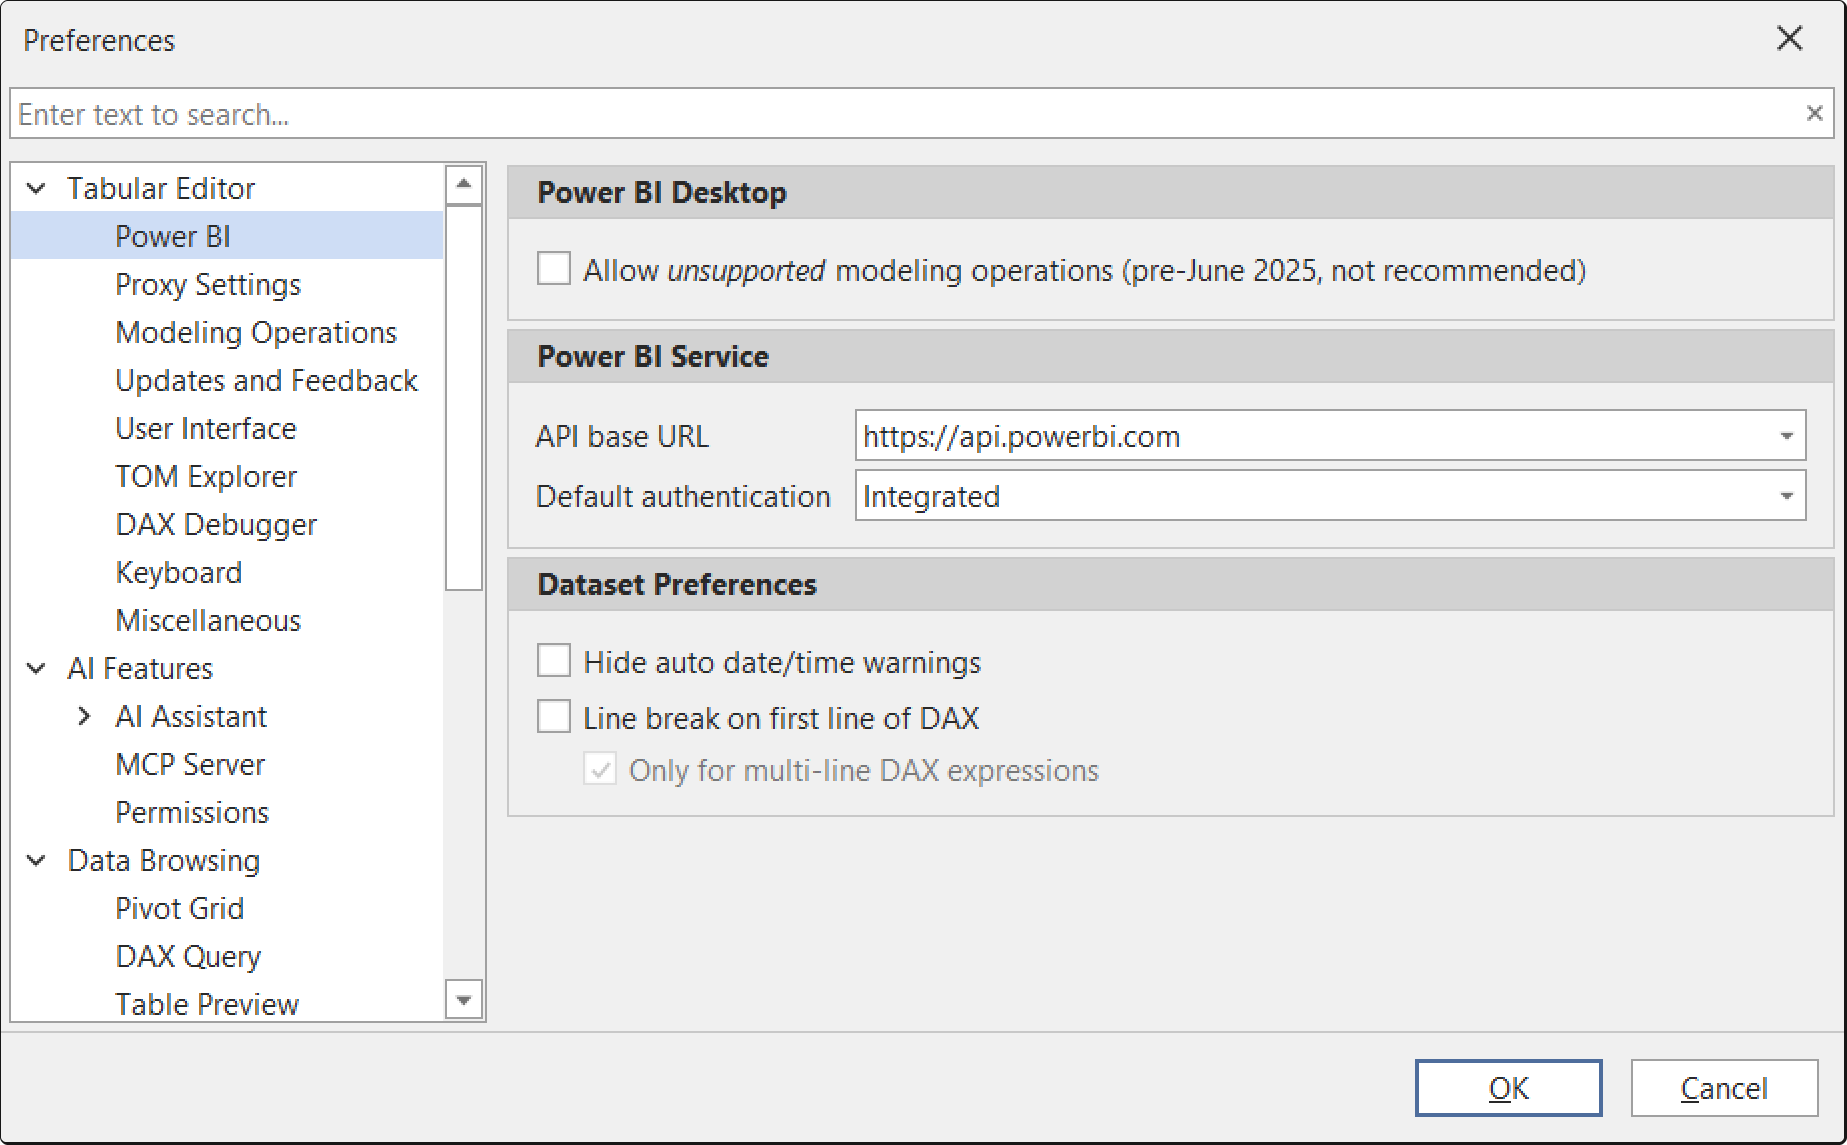 Preferences
Enter text to search...
Tabular Editor
Power BI
Proxy Settings
Modeling Operations
Updates and Feedback
User Interface
TOM Explorer
DAX Debugger
Keyboard
Miscellaneous
AI Features
AI Assistant
MCP Server
Permissions
Data Browsing
Pivot Grid
DAX Query
Table Preview
Power BI Desktop
Allow unsupported modeling operations (pre-June 2025, not recommended)
Power BI Service
API base URL https://api.powerbi.com
Default authentication Integrated
Dataset Preferences
Hide auto date/time warnings
Line break on first line of DAX
Only for multi-line DAX expressions
OK Cancel